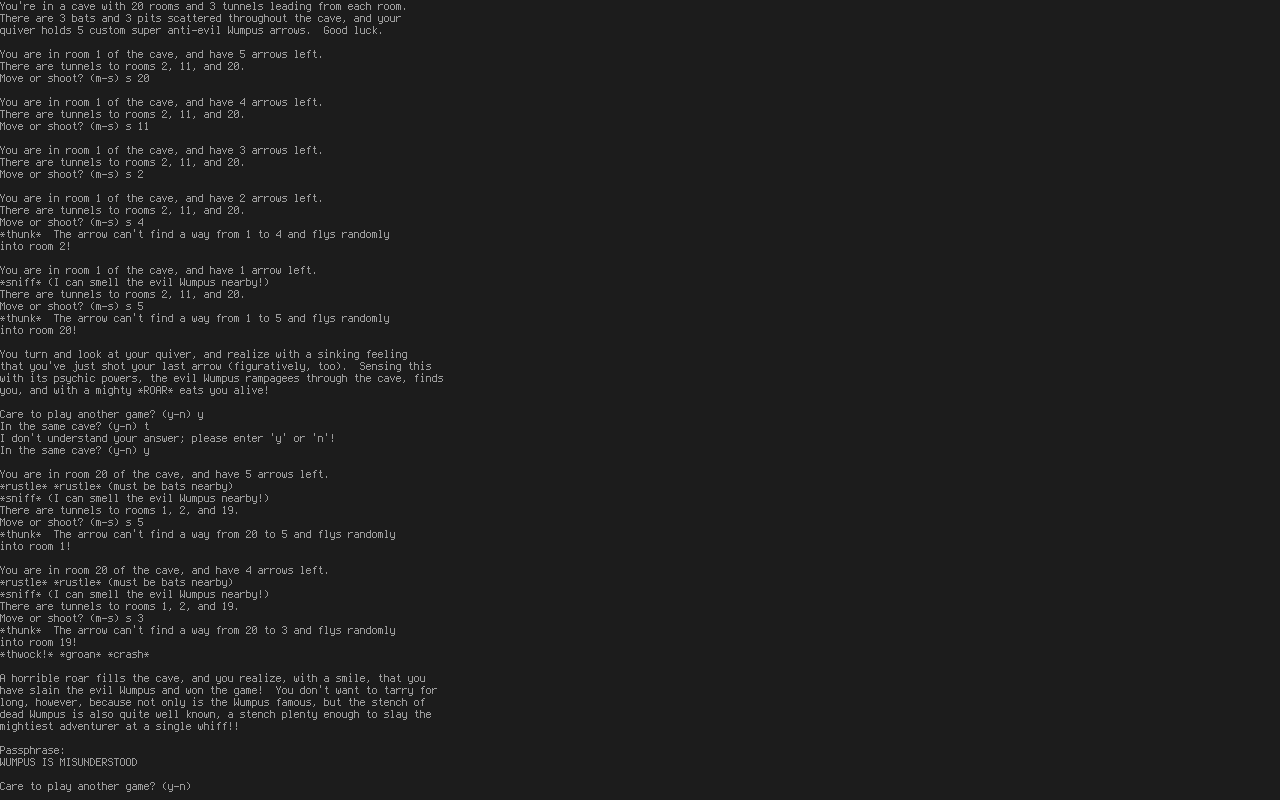 You're in a cave with 20 rooms and 3 tunnels leading from each room.
There are 3 bats and 3 pits scattered throughout the cave, and your
quiver holds 5 custom super anti-evil Wumpus arrows.  Good luck.

You are in room 1 of the cave, and have 5 arrows left.
There are tunnels to rooms 2, 11, and 20.
Move or shoot? (m-s) s 20

You are in room 1 of the cave, and have 4 arrows left.
There are tunnels to rooms 2, 11, and 20.
Move or shoot? (m-s) s 11

You are in room 1 of the cave, and have 3 arrows left.
There are tunnels to rooms 2, 11, and 20.
Move or shoot? (m-s) s 2

You are in room 1 of the cave, and have 2 arrows left.
There are tunnels to rooms 2, 11, and 20.
Move or shoot? (m-s) s 4
*thunk*  The arrow can't find a way from 1 to 4 and flys randomly
into room 2!

You are in room 1 of the cave, and have 1 arrow left.
*sniff* (I can smell the evil Wumpus nearby!)
There are tunnels to rooms 2, 11, and 20.
Move or shoot? (m-s) s 5
*thunk*  The arrow can't find a way from 1 to 5 and flys randomly
into room 20!

You turn and look at your quiver, and realize with a sinking feeling
that you've just shot your last arrow (figuratively, too).  Sensing this
with its psychic powers, the evil Wumpus rampagees through the cave, finds
you, and with a mighty *ROAR* eats you alive!

Care to play another game? (y-n) y
In the same cave? (y-n) t
I don't understand your answer; please enter 'y' or 'n'!
In the same cave? (y-n) y

You are in room 20 of the cave, and have 5 arrows left.
*rustle* *rustle* (must be bats nearby)
*sniff* (I can smell the evil Wumpus nearby!)
There are tunnels to rooms 1, 2, and 19.
Move or shoot? (m-s) s 5
*thunk*  The arrow can't find a way from 20 to 5 and flys randomly
into room 1!

You are in room 20 of the cave, and have 4 arrows left.
*rustle* *rustle* (must be bats nearby)
*sniff* (I can smell the evil Wumpus nearby!)
There are tunnels to rooms 1, 2, and 19.
Move or shoot? (m-s) s 3
*thunk*  The arrow can't find a way from 20 to 3 and flys randomly
into room 19!
*thwock!* *groan* *crash*

A horrible roar fills the cave, and you realize, with a smile, that you
have slain the evil Wumpus and won the game!  You don't want to tarry for
long, however, because not only is the Wumpus famous, but the stench of
dead Wumpus is also quite well known, a stench plenty enough to slay the
mightiest adventurer at a single whiff!!

Passphrase:
WUMPUS IS MISUNDERSTOOD

Care to play another game? (y-n)